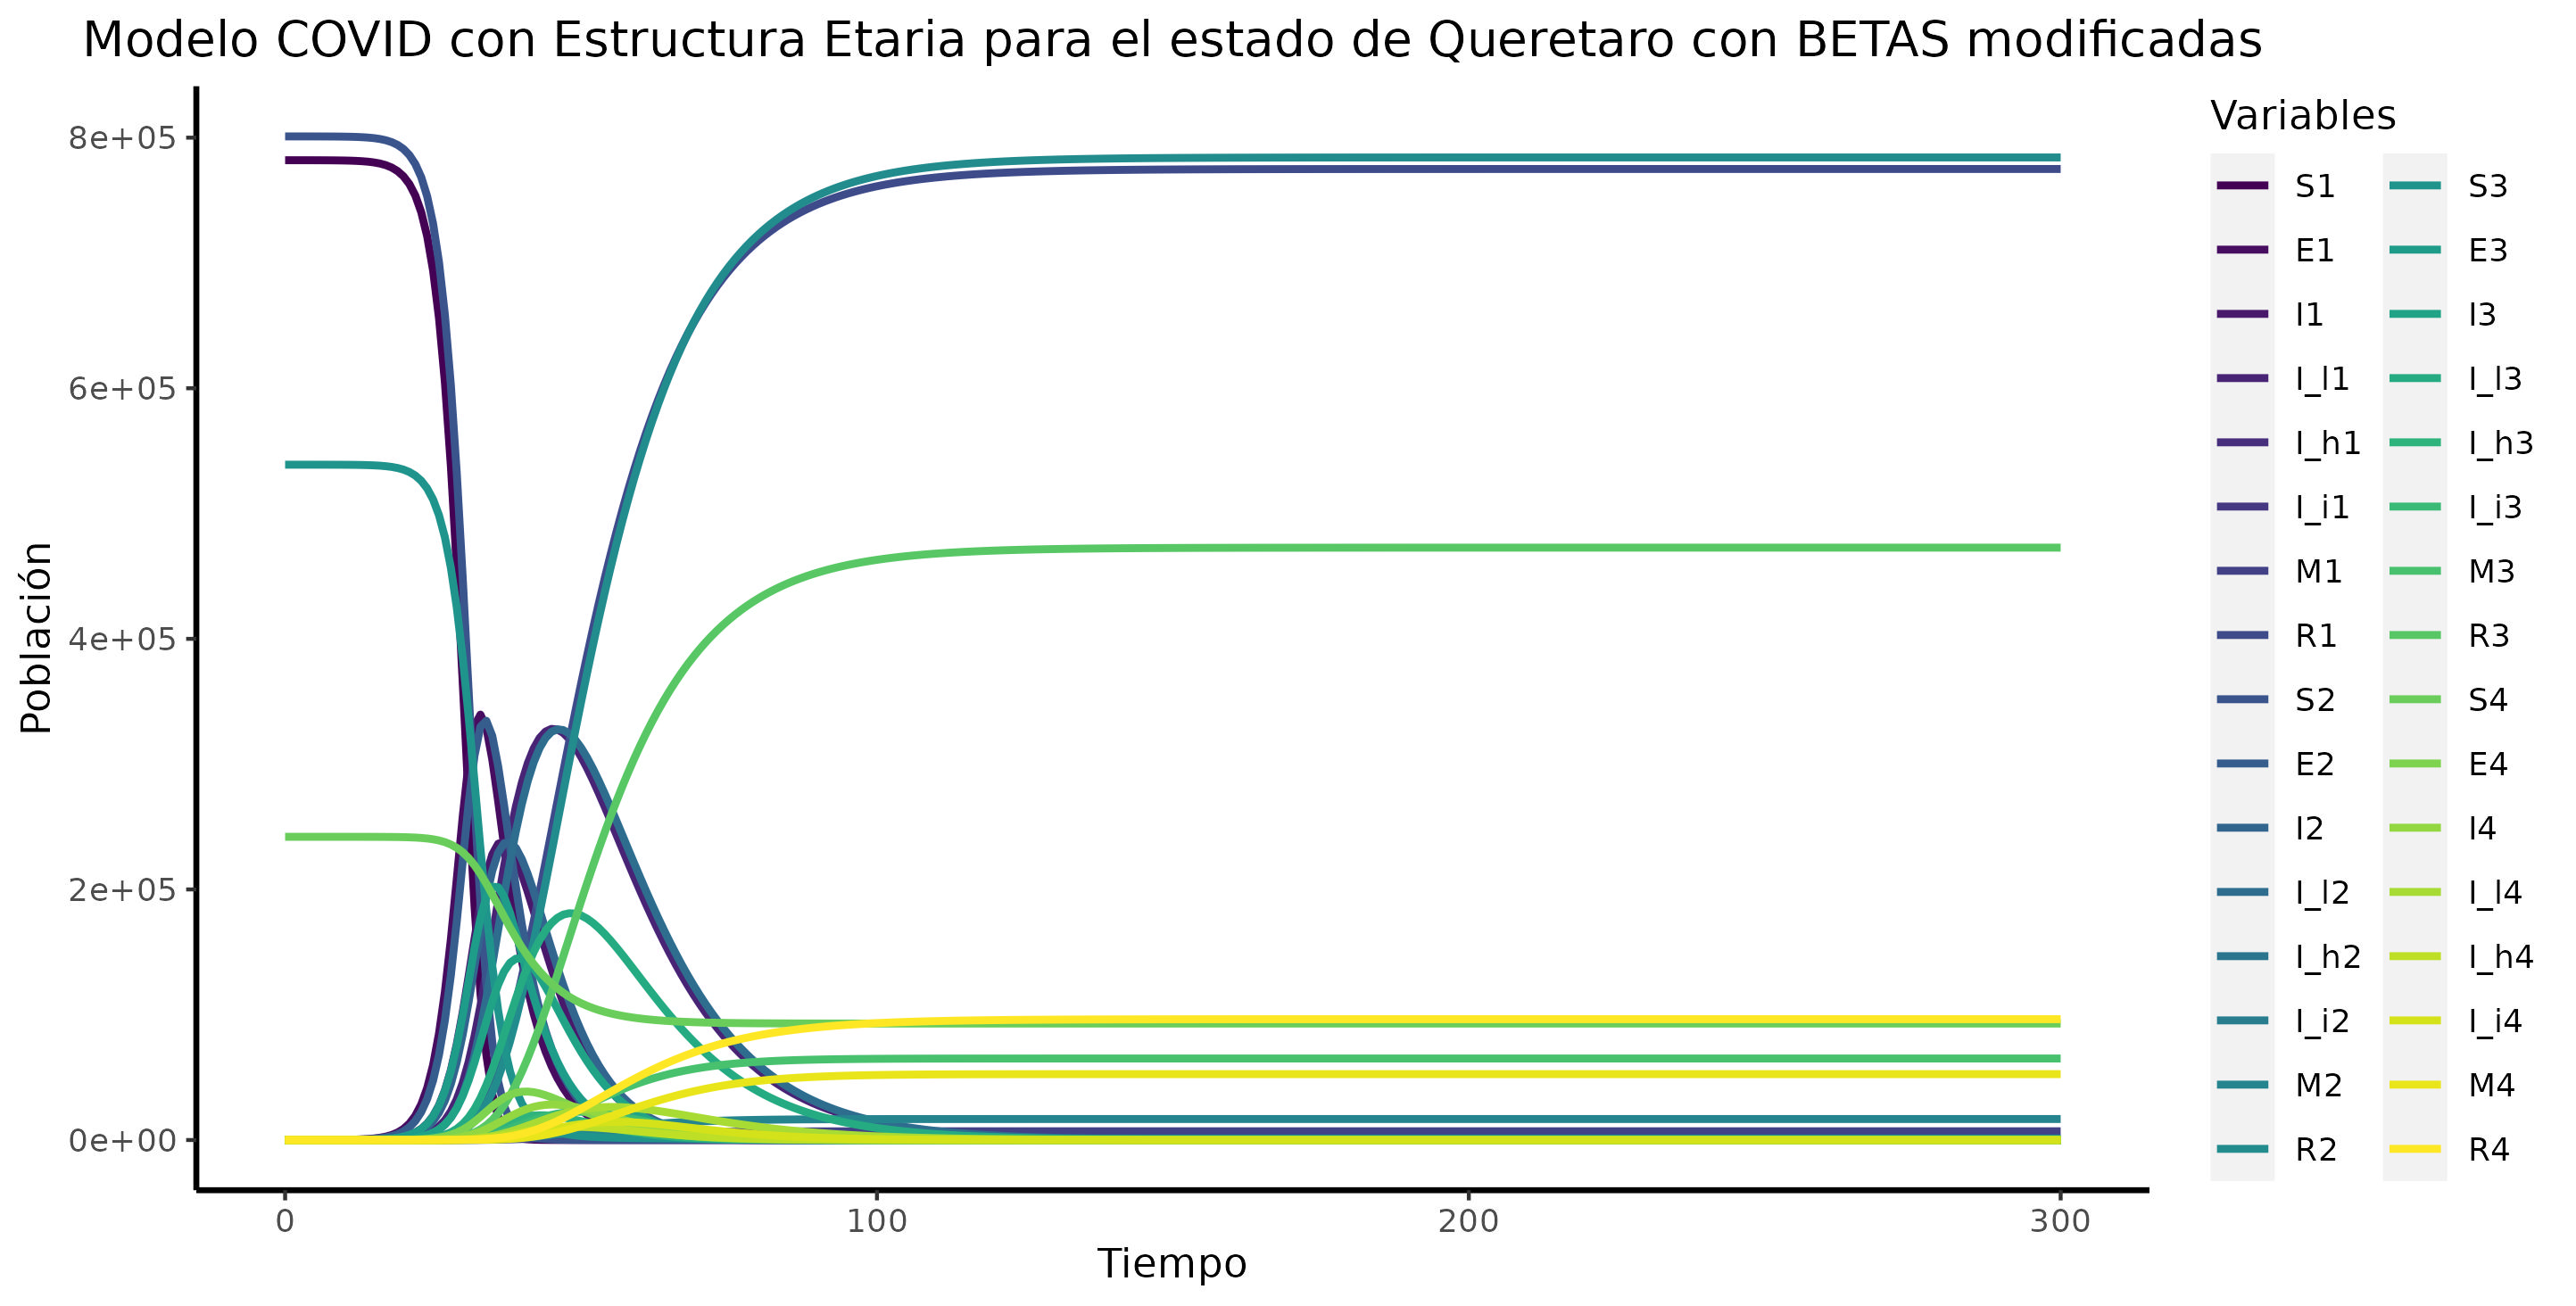 Modelo COVID con Estructura Etaria para el estado de Queretaro con BETAS modificadas
Población
8e+05
6e+05
4e+05
2e+05
0e+00
0
100
200
300
Tiempo
Variables
S1
E1
I1
I_l1
I_h1
I_i1
M1
R1
S2
E2
I2
I_l2
I_h2
I_i2
M2
R2
S3
E3
I3
I_l3
I_h3
I_i3
M3
R3
S4
E4
I4
I_l4
I_h4
I_i4
M4
R4